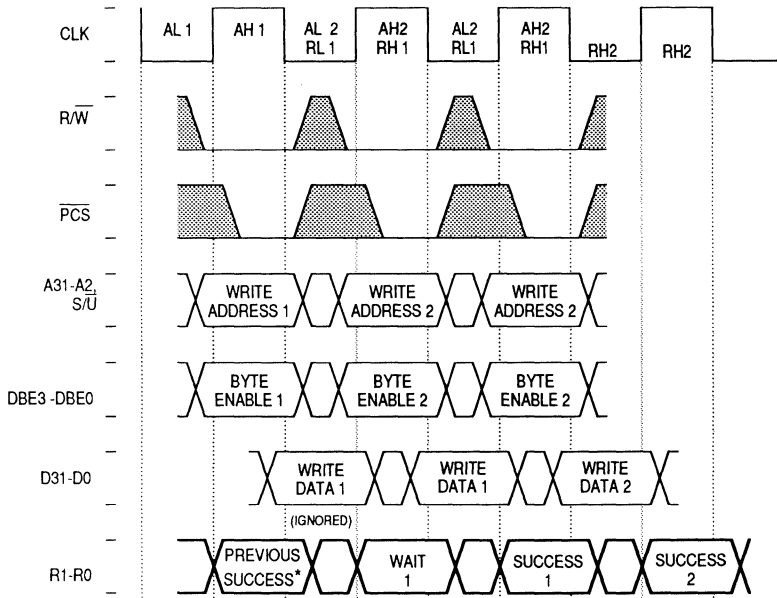 CLK
AL 1
AH 1
AL 2
RL 1
AH2
RH 1
AL2
RL1
AH2
RH1
RH2
RH2
R/W
PCS
A31-A2,
S/U
WRITE
ADDRESS 1
WRITE
ADDRESS 2
WRITE
ADDRESS 2
DBE3 -DBE0
BYTE
ENABLE 1
BYTE
ENABLE 2
BYTE
ENABLE 2
D31-D0
WRITE
DATA 1
WRITE
DATA 1
WRITE
DATA 2
(IGNORED)
R1-R0
PREVIOUS
SUCCESS*
WAIT
1
SUCCESS
1
SUCCESS
2